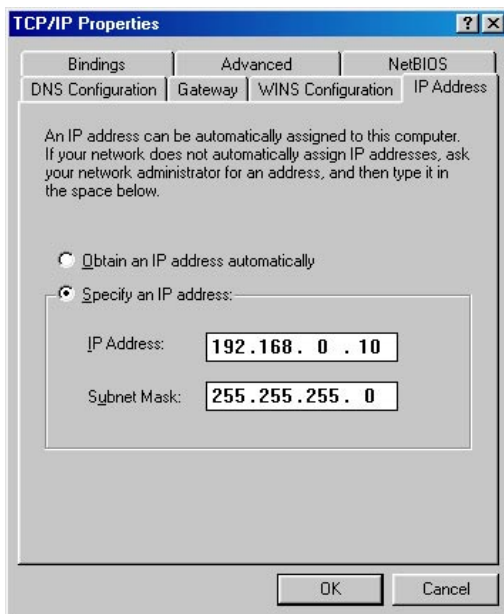 TCP/IP Properties
Bindings Advanced NetBIOS
DNS Configuration Gateway WINS Configuration IP Address
An IP address can be automatically assigned to this computer.
If your network does not automatically assign IP addresses, ask
your network administrator for an address, and then type it in
the space below.
Obtain an IP address automatically
Specify an IP address:
IP Address: 192.168. 0 .10
Subnet Mask: 255.255.255. 0
OK Cancel